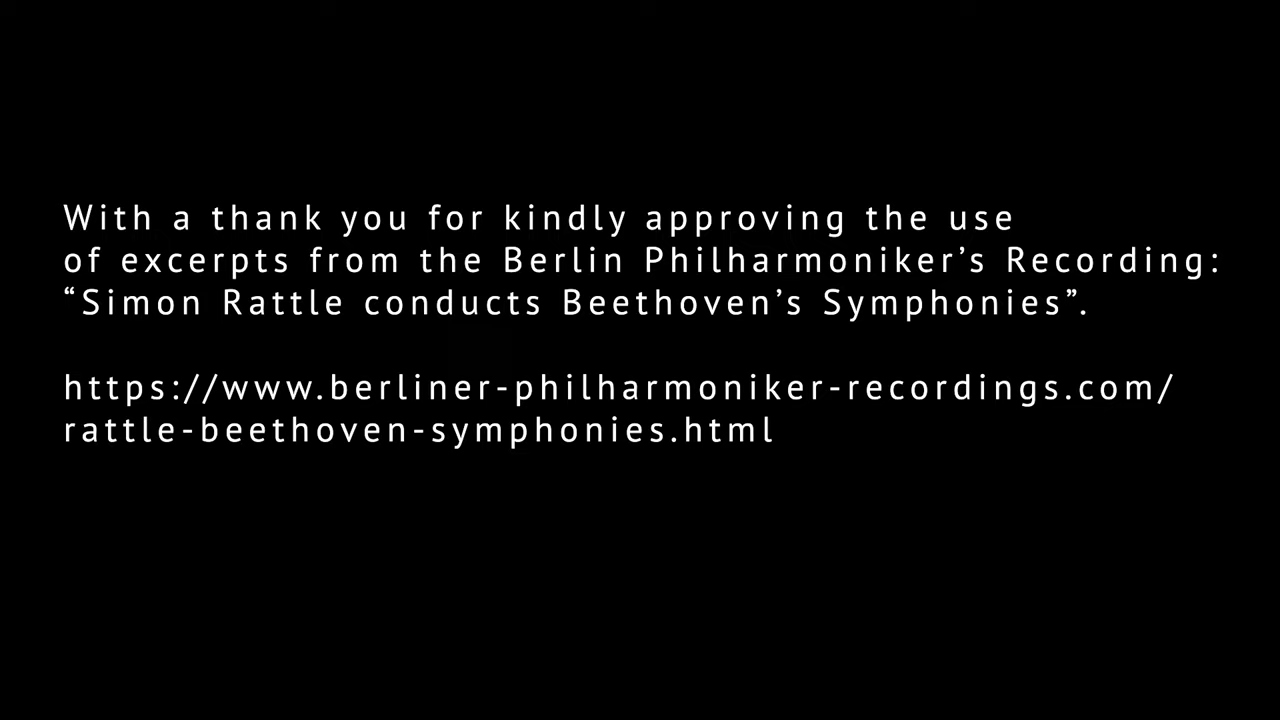 With a thank you for kindly approving the use
of excerpts from the Berlin Philharmoniker’s Recording:
“Simon Rattle conducts Beethoven’s Symphonies”.
https://www.berliner-philharmoniker-recordings.com/
rattle-beethoven-symphonies.html